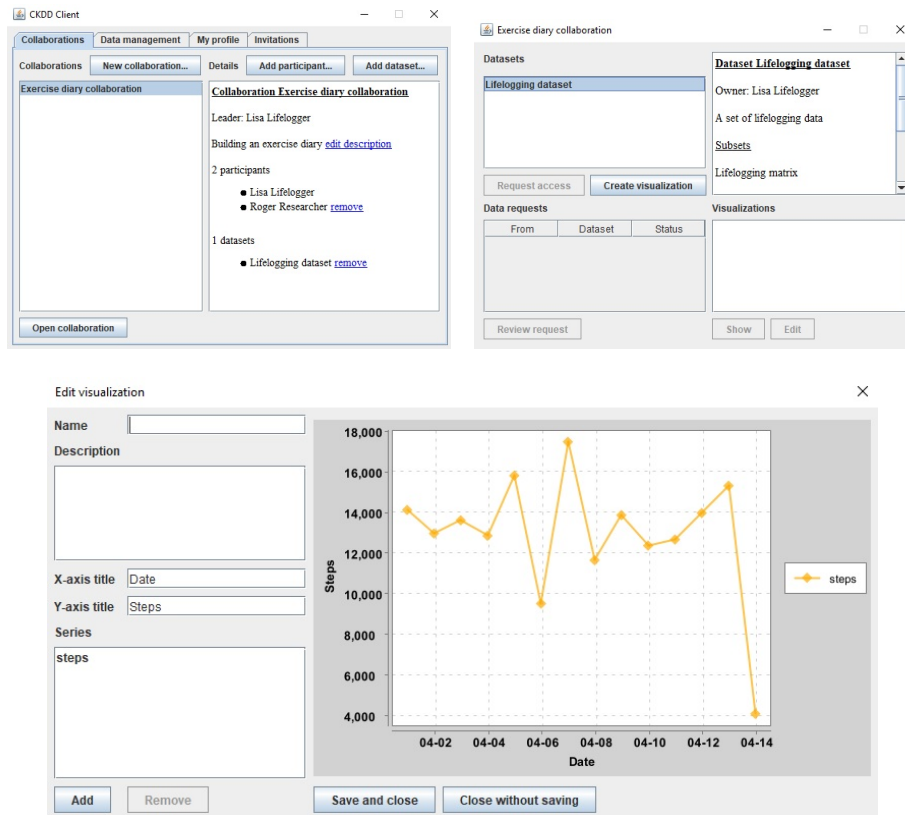 CKDD Client
Collaborations Data management My profile Invitations
Collaborations New collaboration... Details Add participant... Add dataset...
Exercise diary collaboration
Collaboration Exercise diary collaboration
Leader: Lisa Lifelogger
Building an exercise diary edit description
2 participants
Lisa Lifelogger
Roger Researcher remove
1 datasets
Lifelogging dataset remove
Open collaboration
Exercise diary collaboration
Datasets
Lifelogging dataset
Request access Create visualization
Dataset Lifelogging dataset
Owner: Lisa Lifelogger
A set of lifelogging data
Subsets
Lifelogging matrix
Data requests
From Dataset Status
Review request
Visualizations
Show Edit
Edit visualization
Name
Description
X-axis title Date
Y-axis title Steps
Series
steps
Add Remove
18,000
16,000
14,000
12,000
10,000
8,000
6,000
4,000
Steps
04-02 04-04 04-06 04-08 04-10 04-12 04-14
Date
steps
Save and close Close without saving